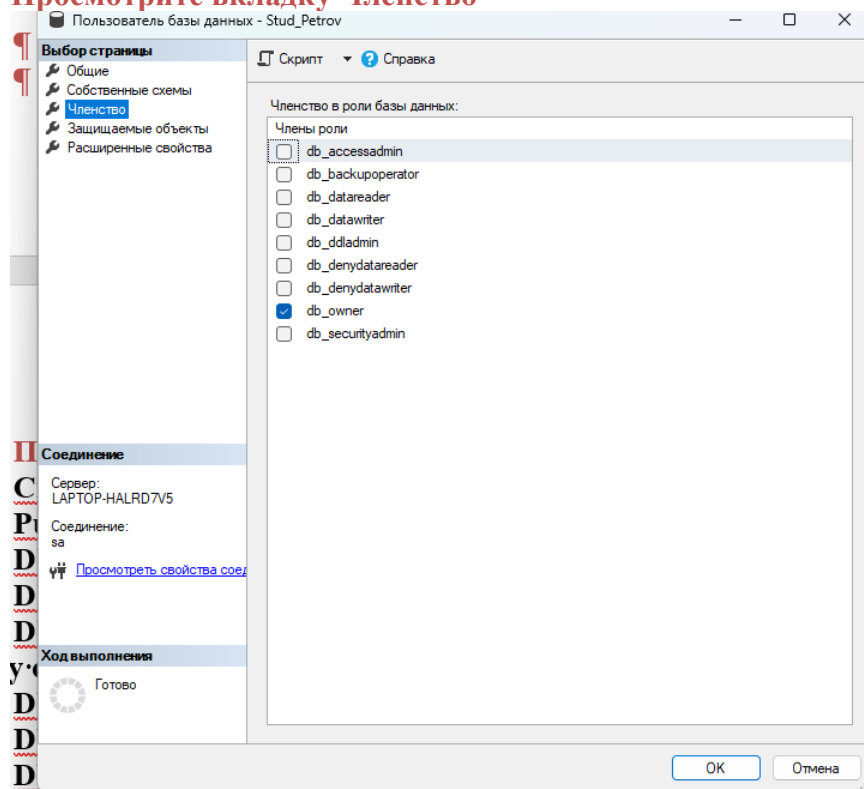 Просмотрите вкладку Членство
Пользователь базы данных - Stud_Petrov
Выбор страницы
Общие
Собственные схемы
Членство
Защищаемые объекты
Расширенные свойства
Скрипт
Справка
Членство в роли базы данных:
Члены роли
db_accessadmin
db_backupoperator
db_datareader
db_datawriter
db_ddladmin
db_denydatareader
db_denydatawriter
db_owner
db_securityadmin
Соединение
Сервер:
LAPTOP-HALRD7V5
Соединение:
sa
Просмотреть свойства соед
Ход выполнения
Готово
OK
Отмена